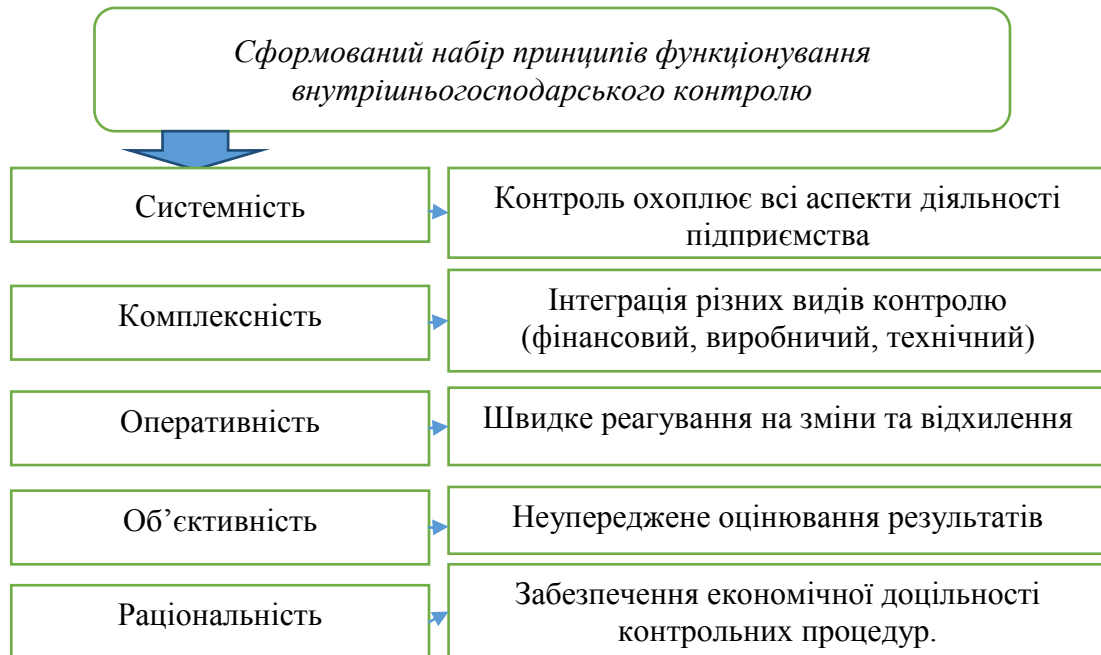 Сформований набір принципів функціонування
внутрішньогосподарського контролю
Системність
Контроль охоплює всі аспекти діяльності
підприємства
Комплексність
Інтеграція різних видів контролю
(фінансовий, виробничий, технічний)
Оперативність
Швидке реагування на зміни та відхилення
Об’єктивність
Неупереджене оцінювання результатів
Раціональність
Забезпечення економічної доцільності
контрольних процедур.